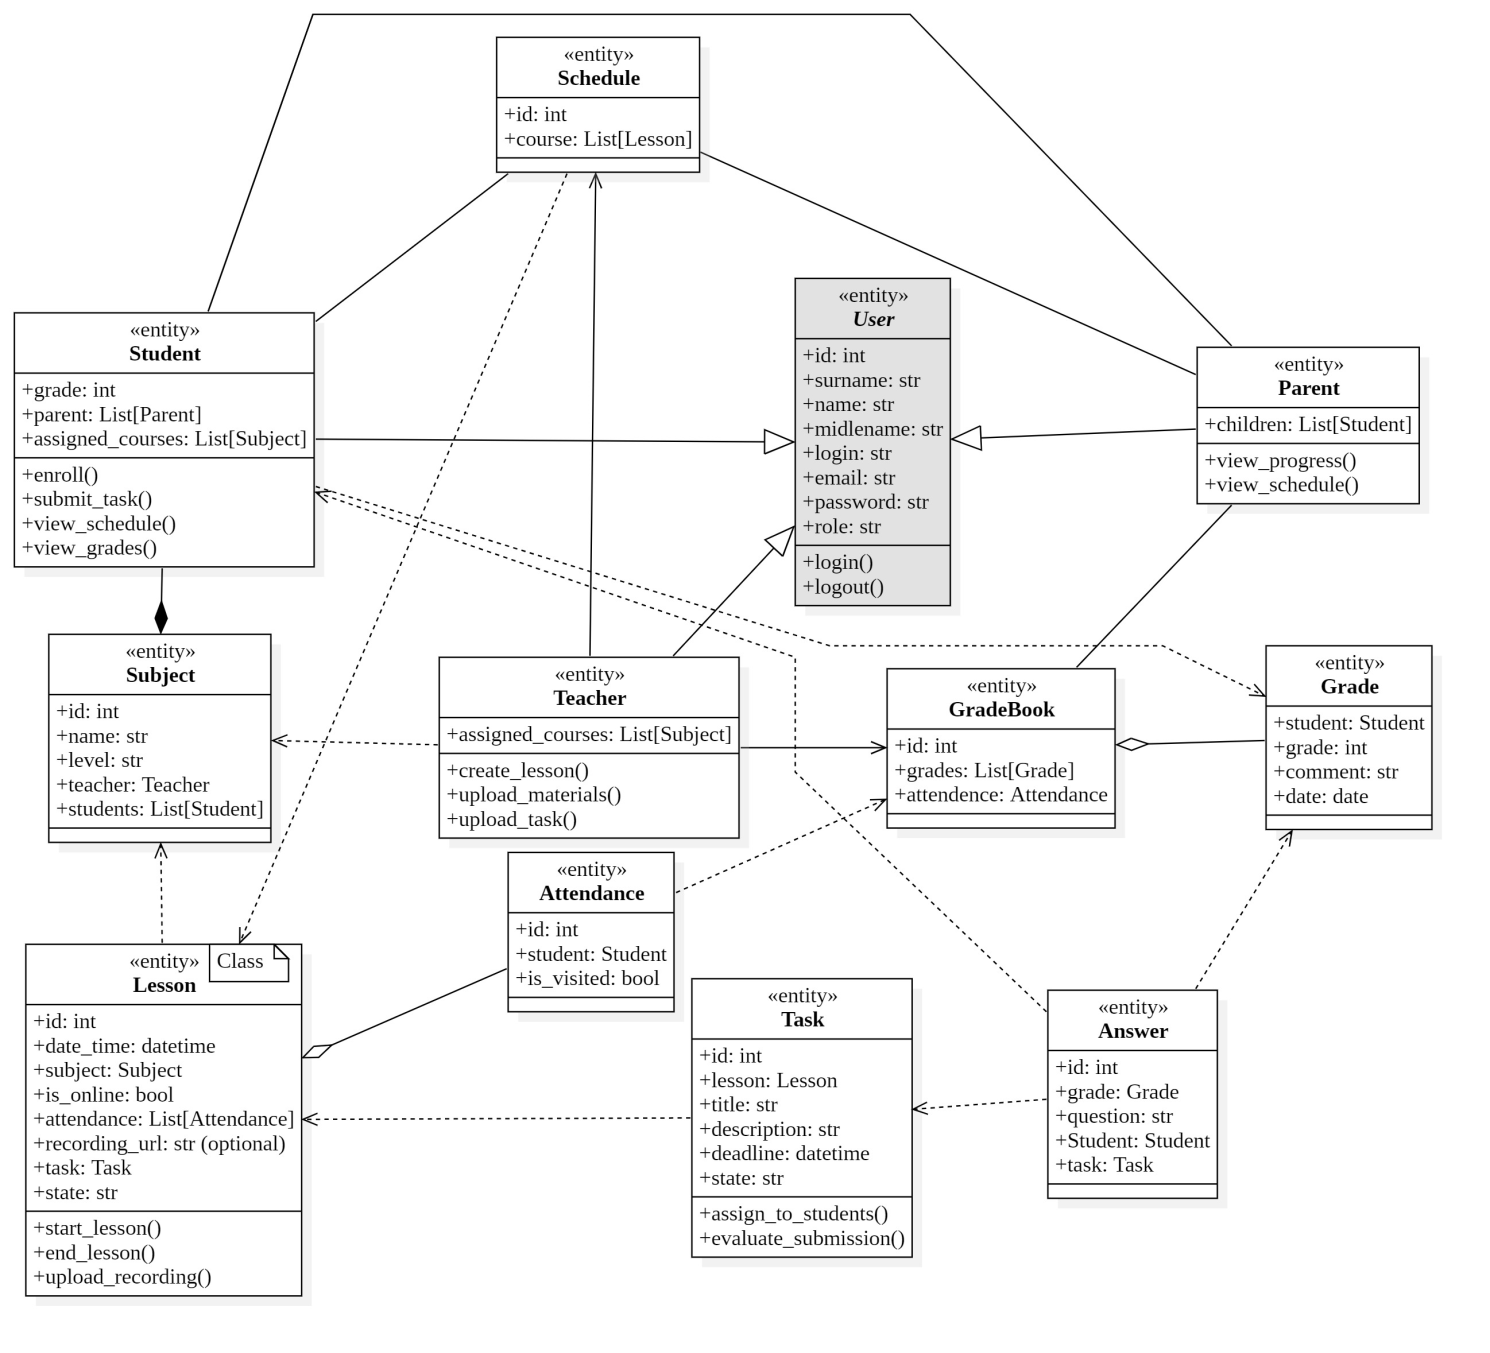 «entity»
Schedule
+id: int
+course: List[Lesson]
«entity»
User
+id: int
+surname: str
+name: str
+midlename: str
+login: str
+email: str
+password: str
+role: str
+login()
+logout()
«entity»
Student
+grade: int
+parent: List[Parent]
+assigned_courses: List[Subject]
+enroll()
+submit_task()
+view_schedule()
+view_grades()
«entity»
Parent
+children: List[Student]
+view_progress()
+view_schedule()
«entity»
Subject
+id: int
+name: str
+level: str
+teacher: Teacher
+students: List[Student]
«entity»
Teacher
+assigned_courses: List[Subject]
+create_lesson()
+upload_materials()
+upload_task()
«entity»
GradeBook
+id: int
+grades: List[Grade]
+attendence: Attendance
«entity»
Grade
+student: Student
+grade: int
+comment: str
+date: date
«entity»
Attendance
+id: int
+student: Student
+is_visited: bool
«entity»
Lesson
Class
+id: int
+date_time: datetime
+subject: Subject
+is_online: bool
+attendance: List[Attendance]
+recording_url: str (optional)
+task: Task
+state: str
+start_lesson()
+end_lesson()
+upload_recording()
«entity»
Task
+id: int
+lesson: Lesson
+title: str
+description: str
+deadline: datetime
+state: str
+assign_to_students()
+evaluate_submission()
«entity»
Answer
+id: int
+grade: Grade
+question: str
+Student: Student
+task: Task